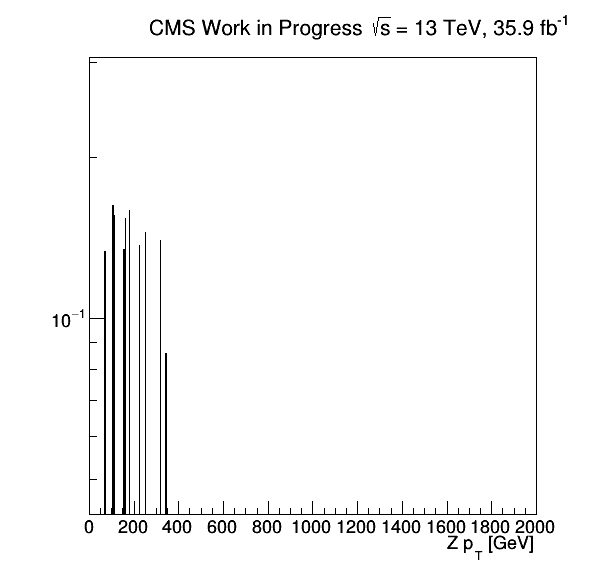 CMS Work in Progress √s = 13 TeV, 35.9 fb⁻¹
10⁻¹
0 200 400 600 800 1000 1200 1400 1600 1800 2000
Z p_T [GeV]